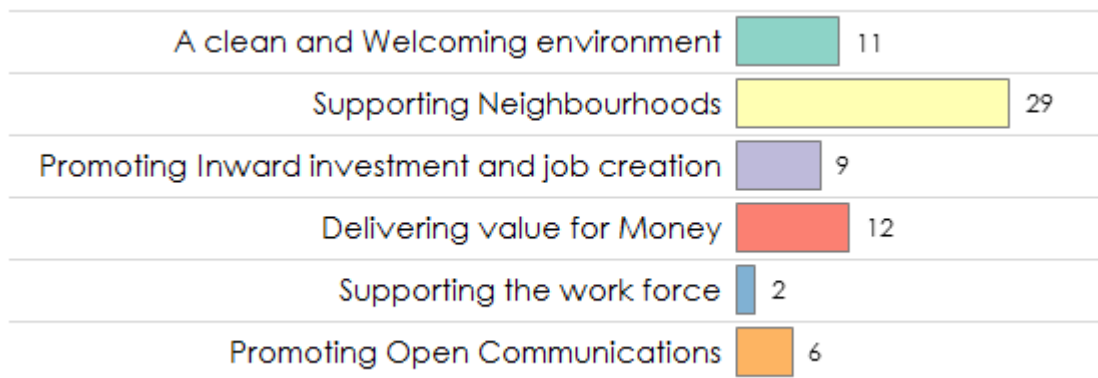 A clean and Welcoming environment 11
Supporting Neighbourhoods 29
Promoting Inward investment and job creation 9
Delivering value for Money 12
Supporting the work force 2
Promoting Open Communications 6